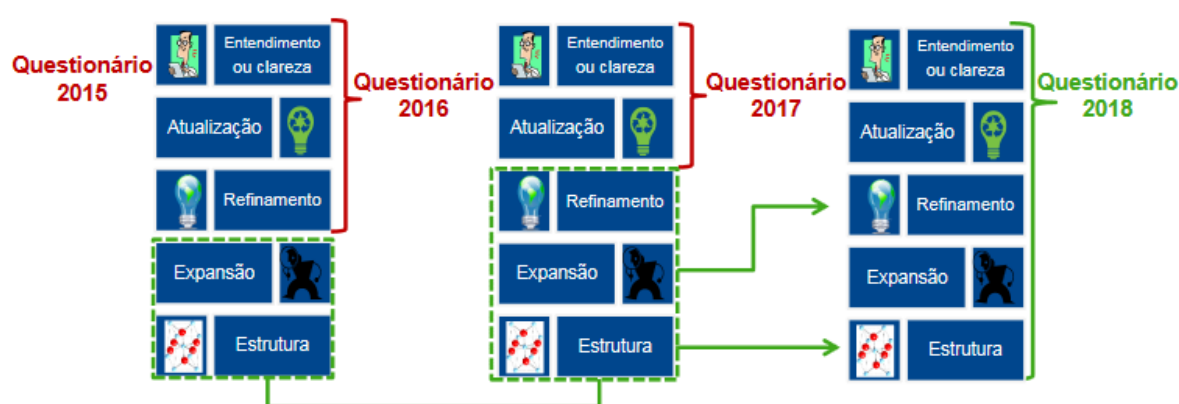 Questionário
2015
Entendimento
ou clareza
Atualização
Refinamento
Expansão
Estrutura
Questionário
2016
Entendimento
ou clareza
Atualização
Refinamento
Expansão
Estrutura
Questionário
2017
Entendimento
ou clareza
Atualização
Refinamento
Expansão
Estrutura
Questionário
2018